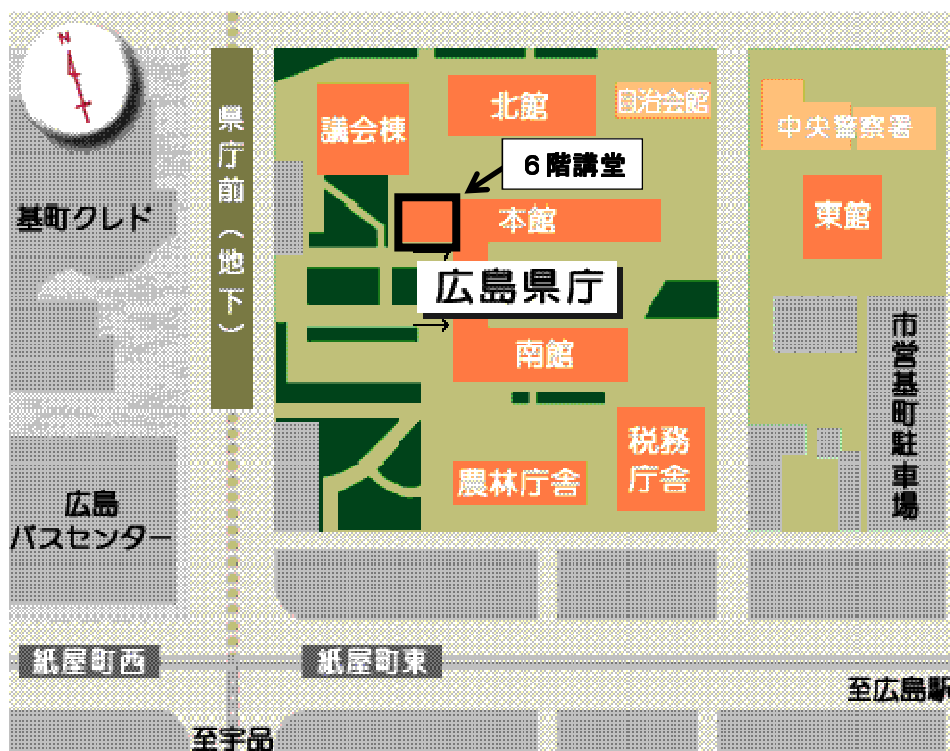 N
北館
自治会館
議会棟
中央警察署
県庁前（地下）
6階講堂
基町クレド
本館
東館
広島県庁
南館
市営基町駐車場
税務
庁舎
農林庁舎
広島
バスセンター
紙屋町西
紙屋町東
至広島駅
至宇品